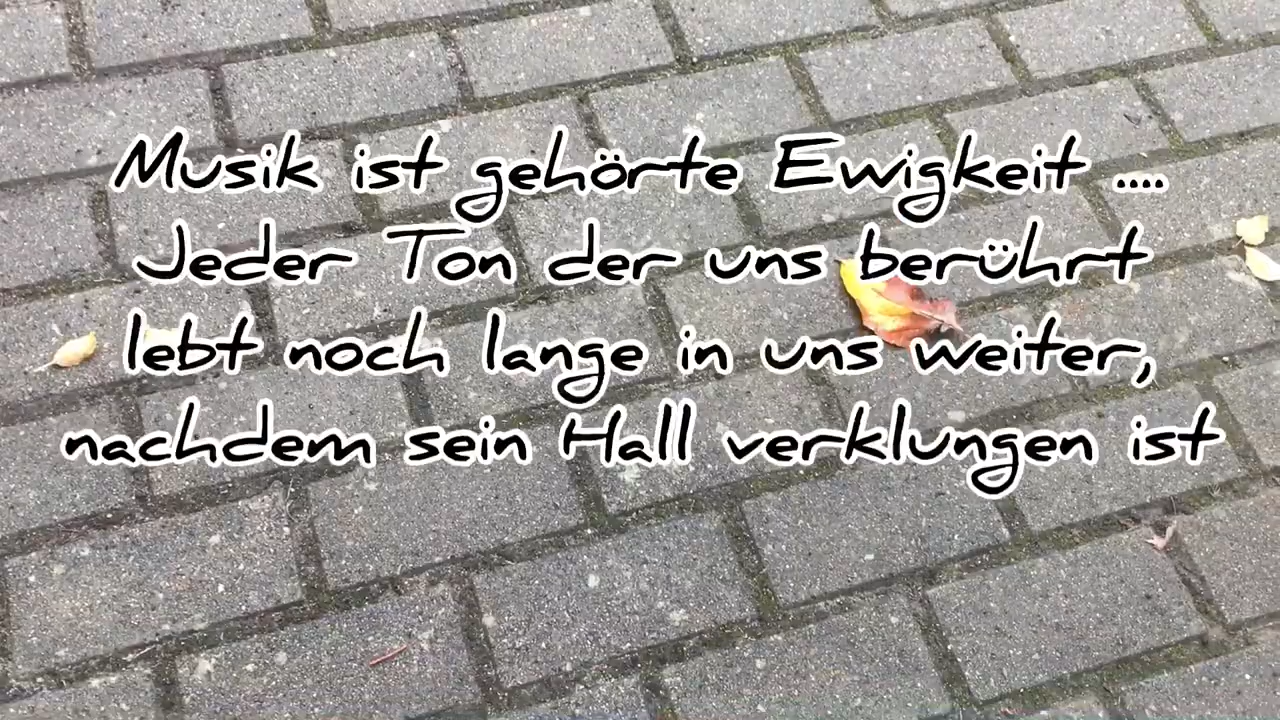 Musik ist gehörte Ewigkeit ....
Jeder Ton der uns berührt
lebt noch lange in uns weiter,
nachdem sein Hall verklungen ist